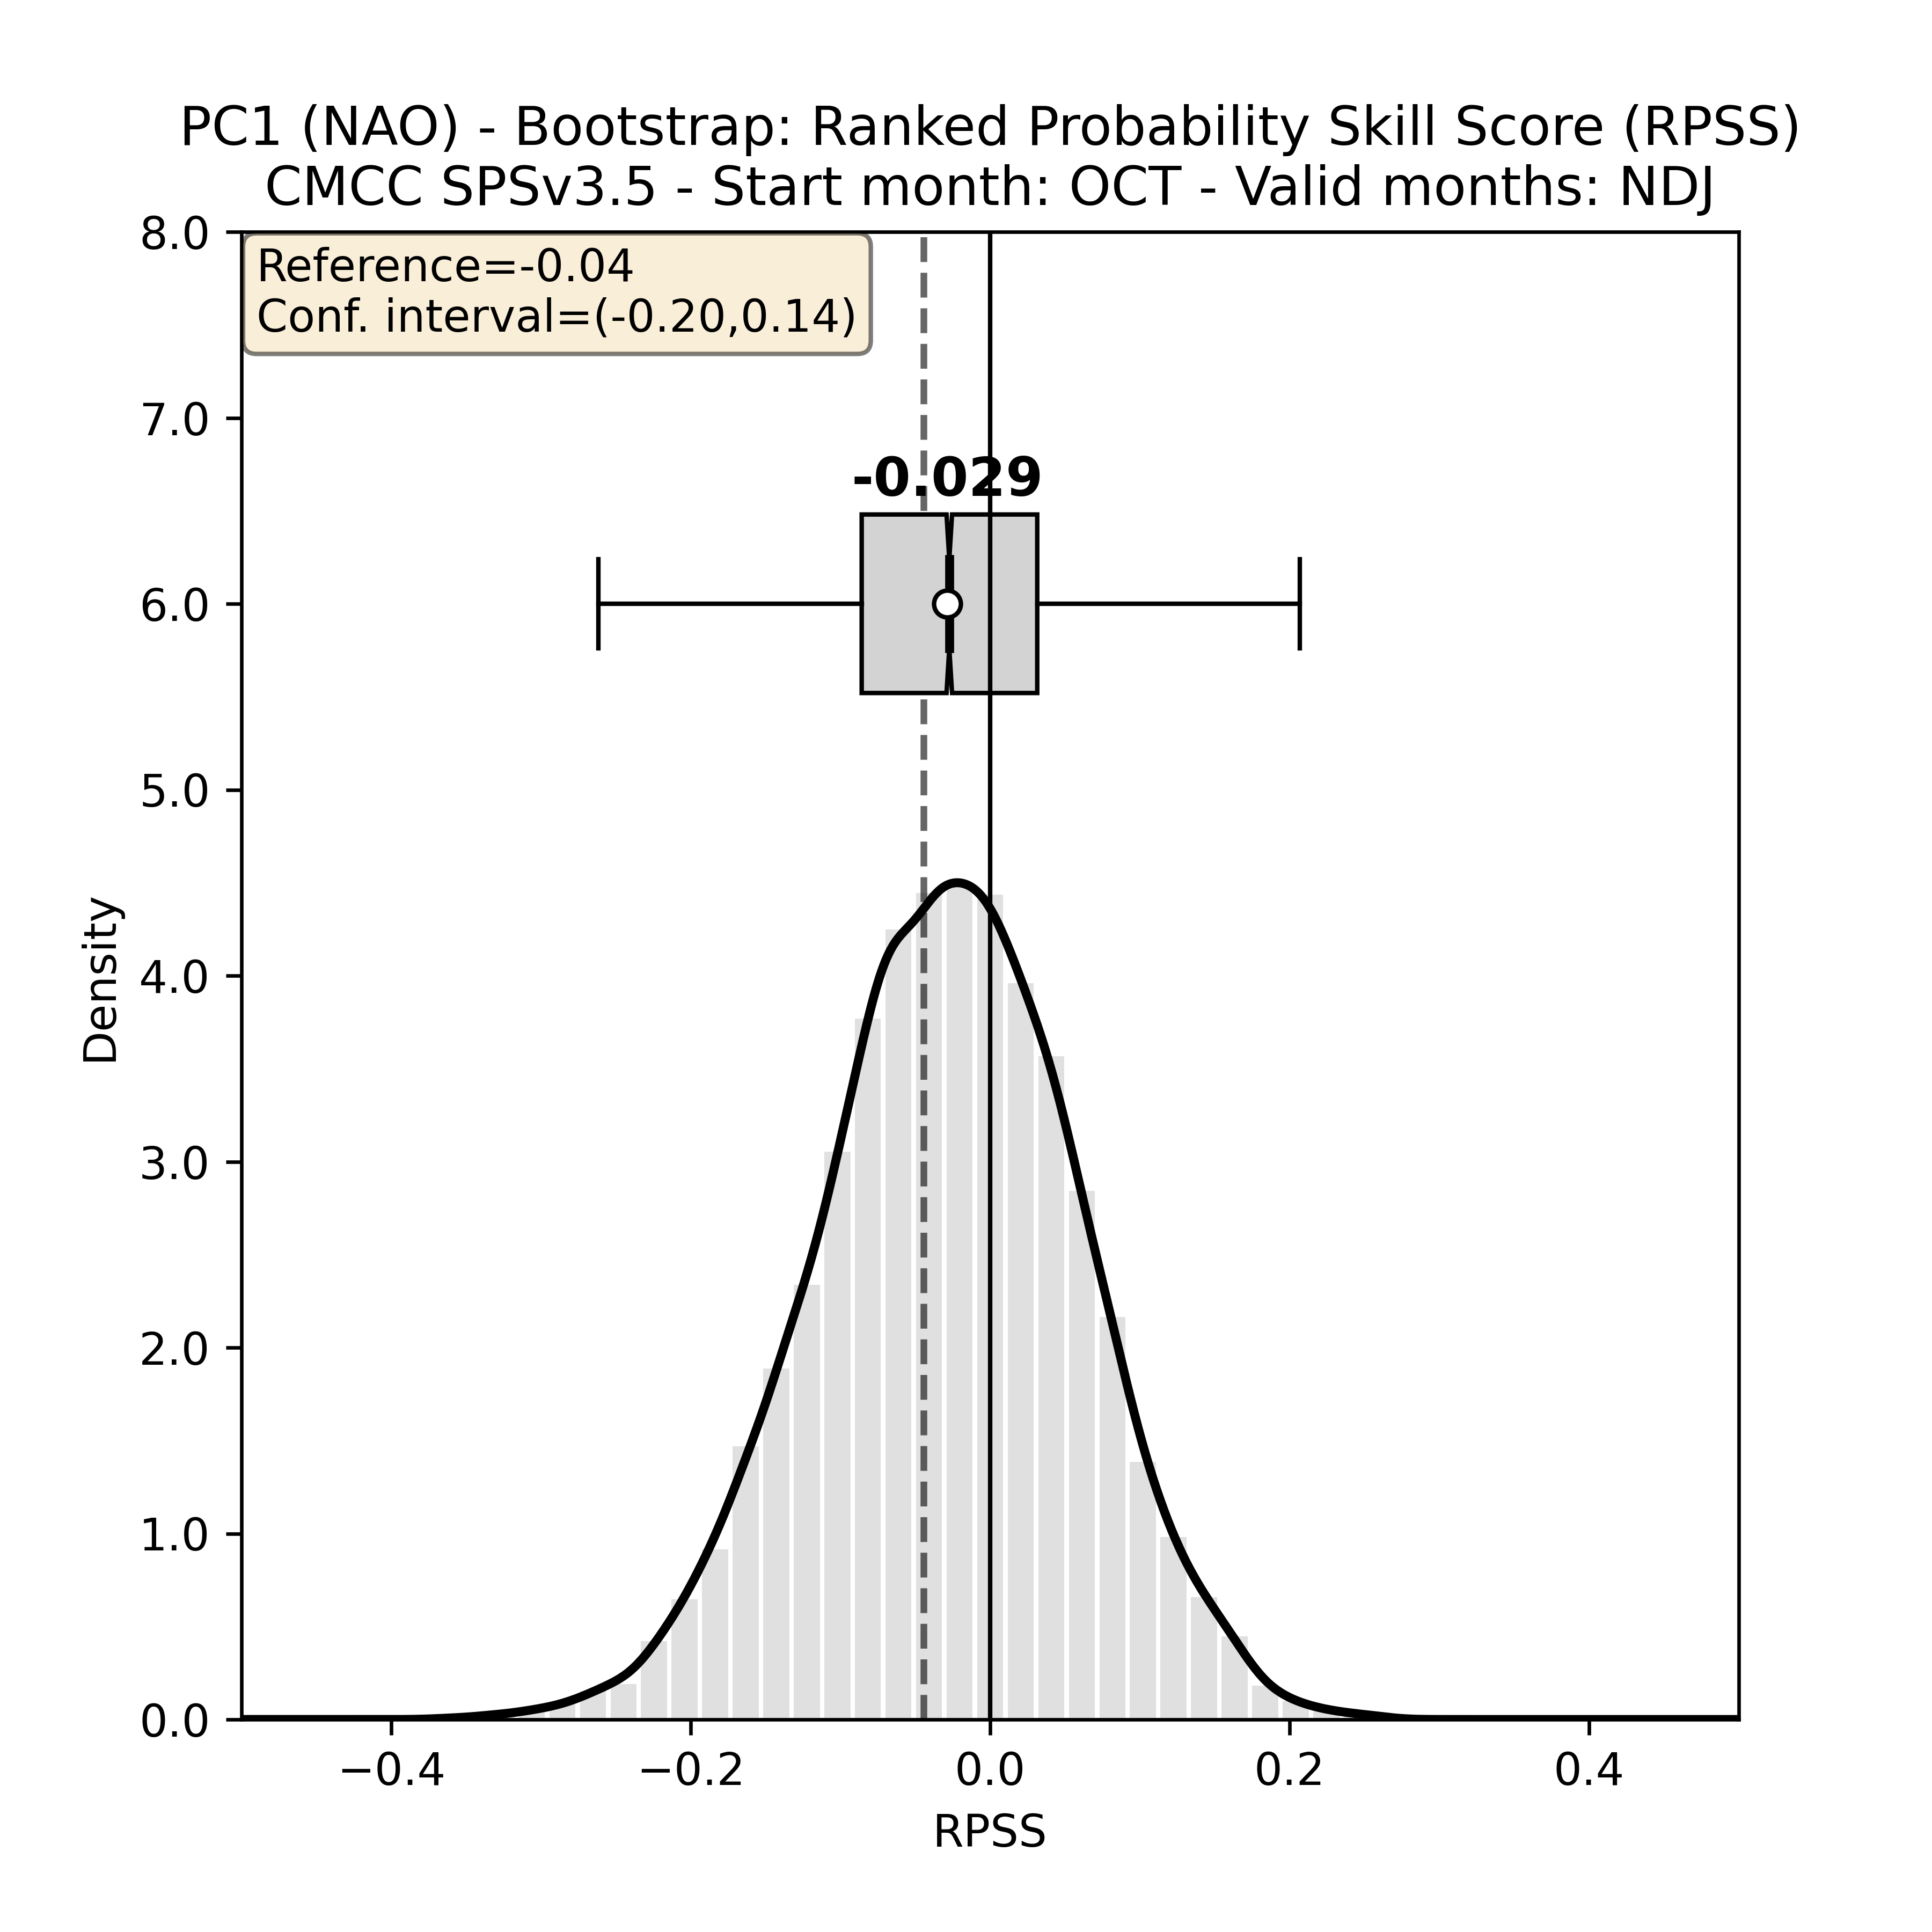 PC1 (NAO) - Bootstrap: Ranked Probability Skill Score (RPSS)
CMCC SPSv3.5 - Start month: OCT - Valid months: NDJ
Reference=-0.04
Conf. interval=(-0.20,0.14)
-0.029
8.0
7.0
6.0
5.0
4.0
3.0
2.0
1.0
0.0
Density
−0.4
−0.2
0.0
0.2
0.4
RPSS